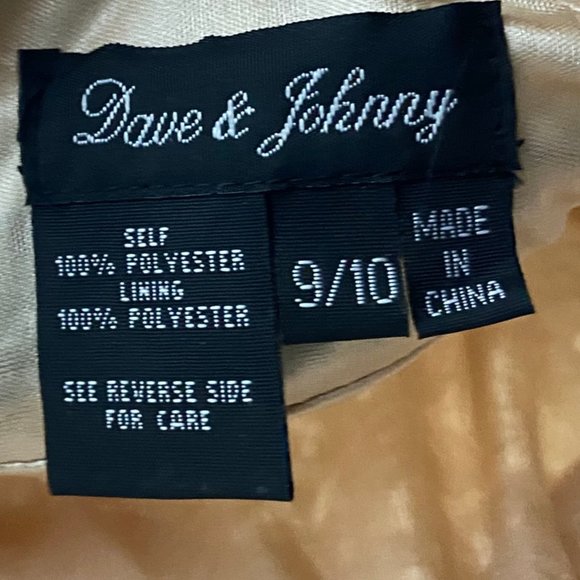 Dave & Johnny
SELF
100% POLYESTER
LINING
100% POLYESTER
SEE REVERSE SIDE
FOR CARE
9/10
MADE
IN
CHINA